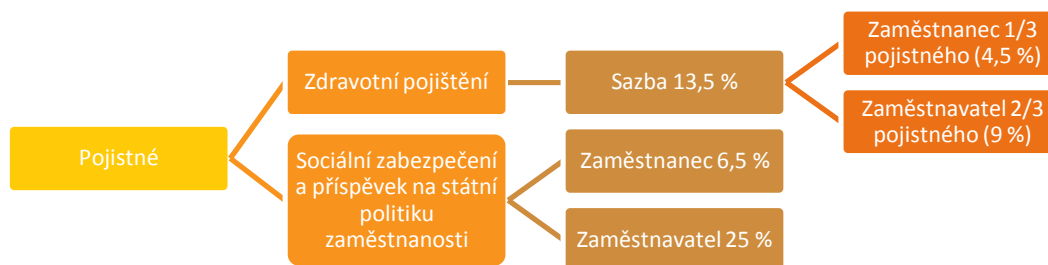 Pojistné
Zdravotní pojištění
Sazba 13,5 %
Zaměstnanec 1/3
pojistného (4,5 %)
Zaměstnavatel 2/3
pojistného (9 %)
Sociální zabezpečení
a příspěvek na státní
politiku
zaměstnanosti
Zaměstnanec 6,5 %
Zaměstnavatel 25 %